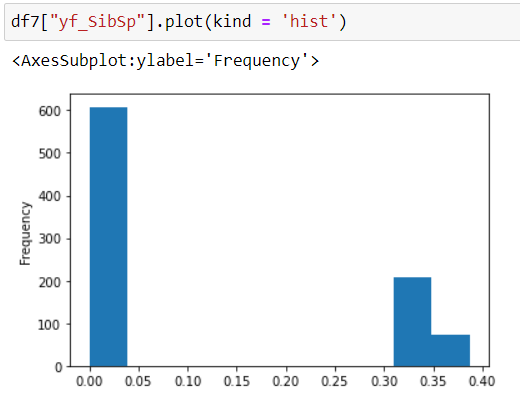 df7["yf_SibSp"].plot(kind = 'hist')
<AxesSubplot:ylabel='Frequency'>
600
500
400
300
200
100
0
Frequency
0.00 0.05 0.10 0.15 0.20 0.25 0.30 0.35 0.40